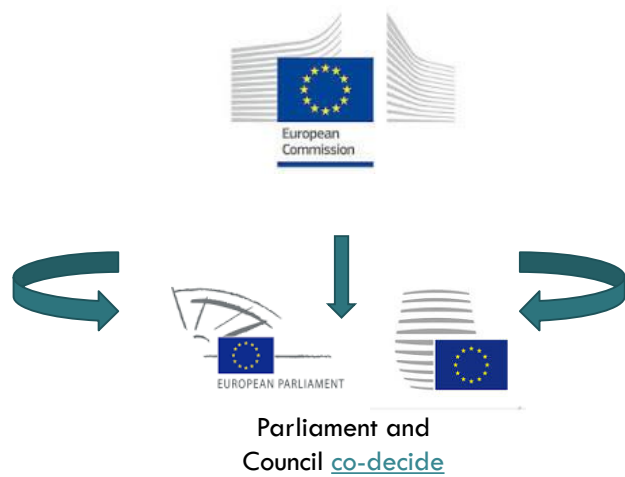 European
Commission
EUROPEAN PARLIAMENT
Parliament and
Council co-decide